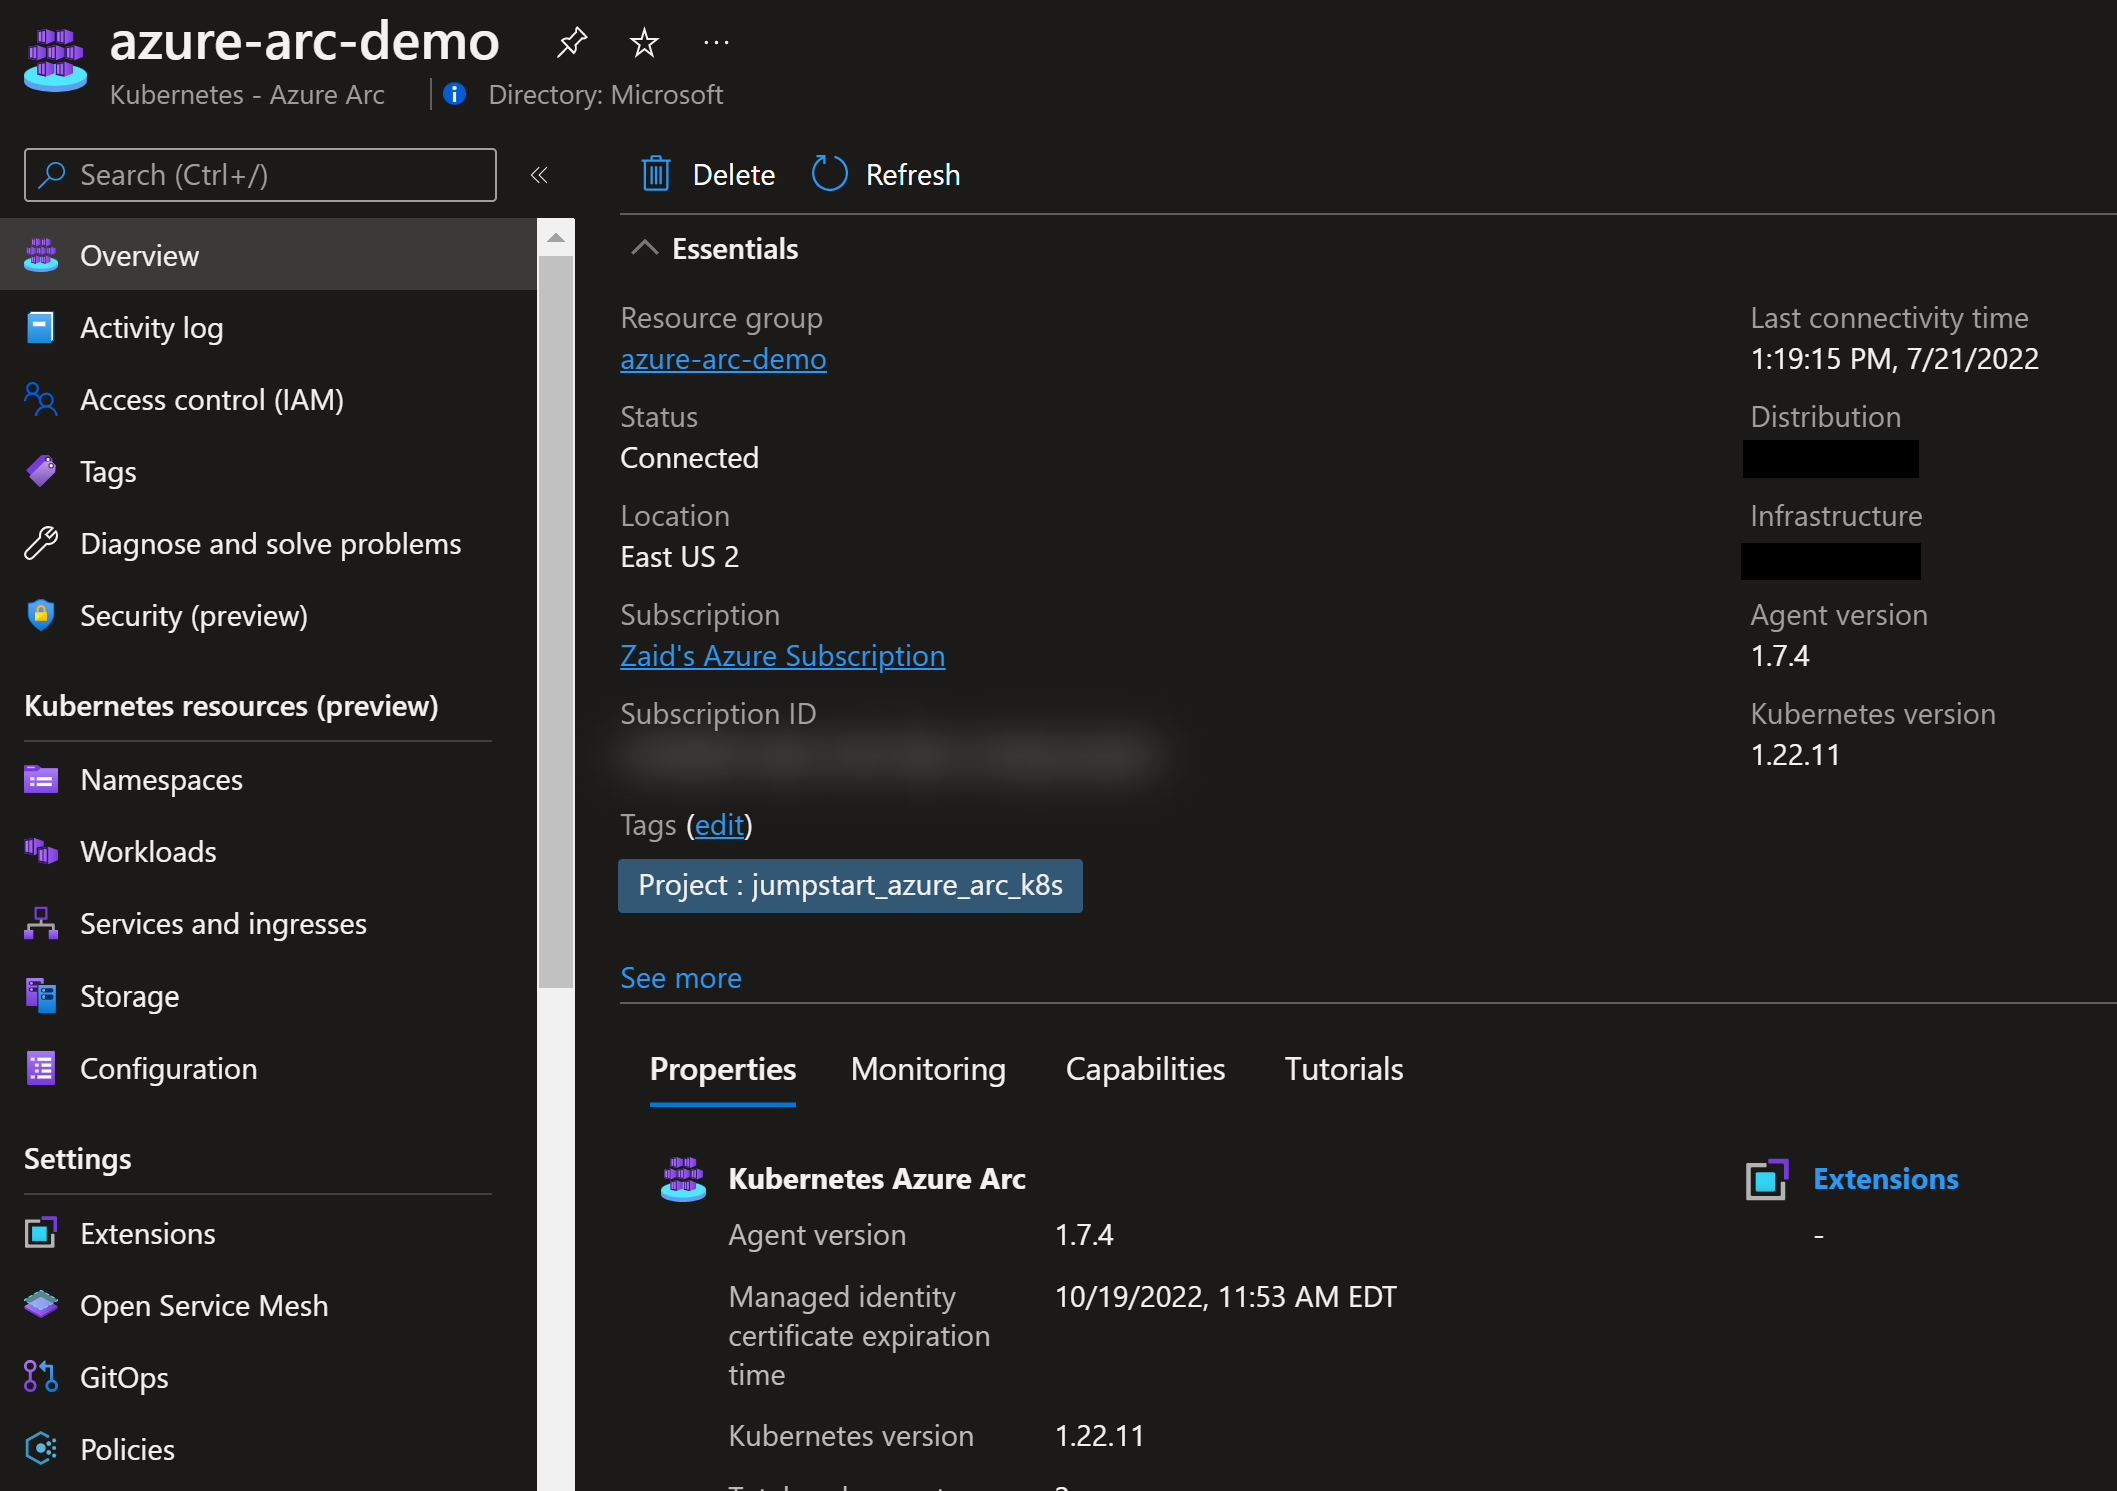 azure-arc-demo
Kubernetes - Azure Arc
Directory: Microsoft
Search (Ctrl+/)
Overview
Activity log
Access control (IAM)
Tags
Diagnose and solve problems
Security (preview)
Kubernetes resources (preview)
Namespaces
Workloads
Services and ingresses
Storage
Configuration
Settings
Extensions
Open Service Mesh
GitOps
Policies
Delete
Refresh
Essentials
Resource group
azure-arc-demo
Status
Connected
Location
East US 2
Subscription
Zaid's Azure Subscription
Subscription ID
Last connectivity time
1:19:15 PM, 7/21/2022
Distribution
Infrastructure
Agent version
1.7.4
Kubernetes version
1.22.11
Tags (edit)
Project : jumpstart_azure_arc_k8s
See more
Properties
Monitoring
Capabilities
Tutorials
Kubernetes Azure Arc
Agent version
1.7.4
Managed identity
certificate expiration
time
10/19/2022, 11:53 AM EDT
Kubernetes version
1.22.11
Extensions
-